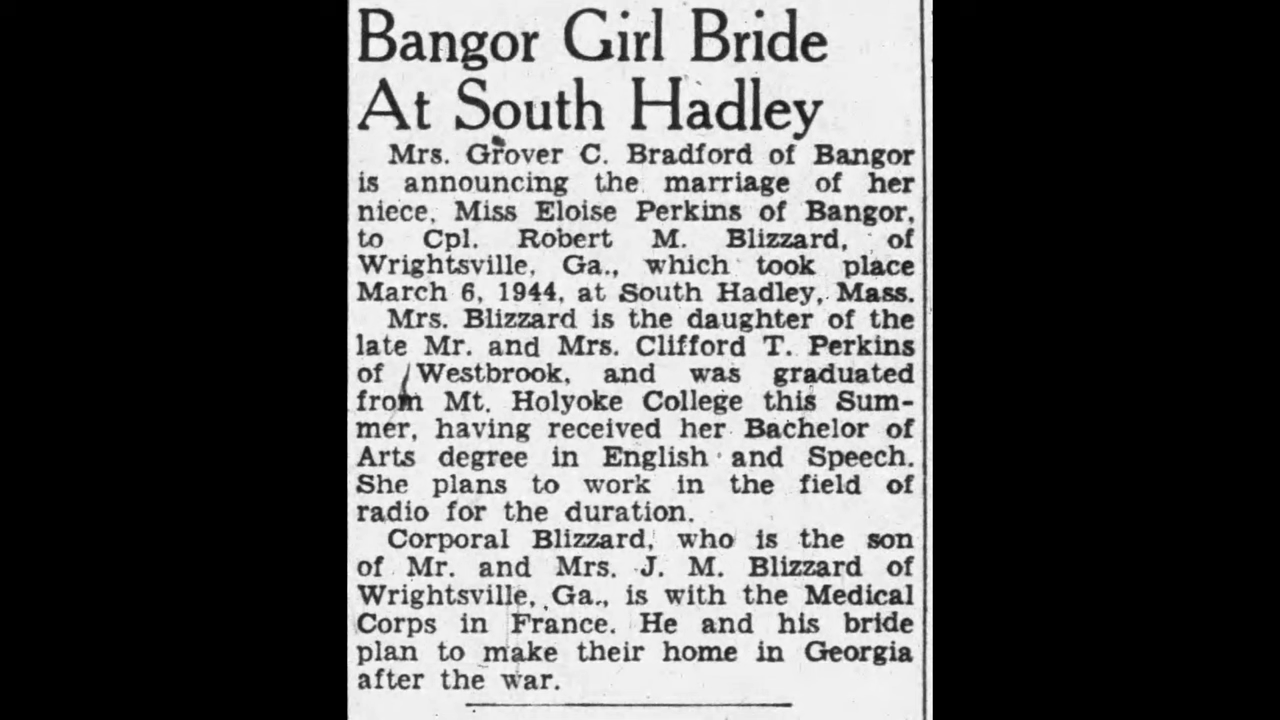 Bangor Girl Bride
At South Hadley
Mrs. Grover C. Bradford of Bangor
is announcing the marriage of her
niece, Miss Eloise Perkins of Bangor,
to Cpl. Robert M. Blizzard, of
Wrightsville, Ga., which took place
March 6, 1944, at South Hadley, Mass.
Mrs. Blizzard is the daughter of the
late Mr. and Mrs. Clifford T. Perkins
of Westbrook, and was graduated
from Mt. Holyoke College this Sum-
mer, having received her Bachelor of
Arts degree in English and Speech.
She plans to work in the field of
radio for the duration.
Corporal Blizzard, who is the son
of Mr. and Mrs. J. M. Blizzard of
Wrightsville, Ga., is with the Medical
Corps in France. He and his bride
plan to make their home in Georgia
after the war.